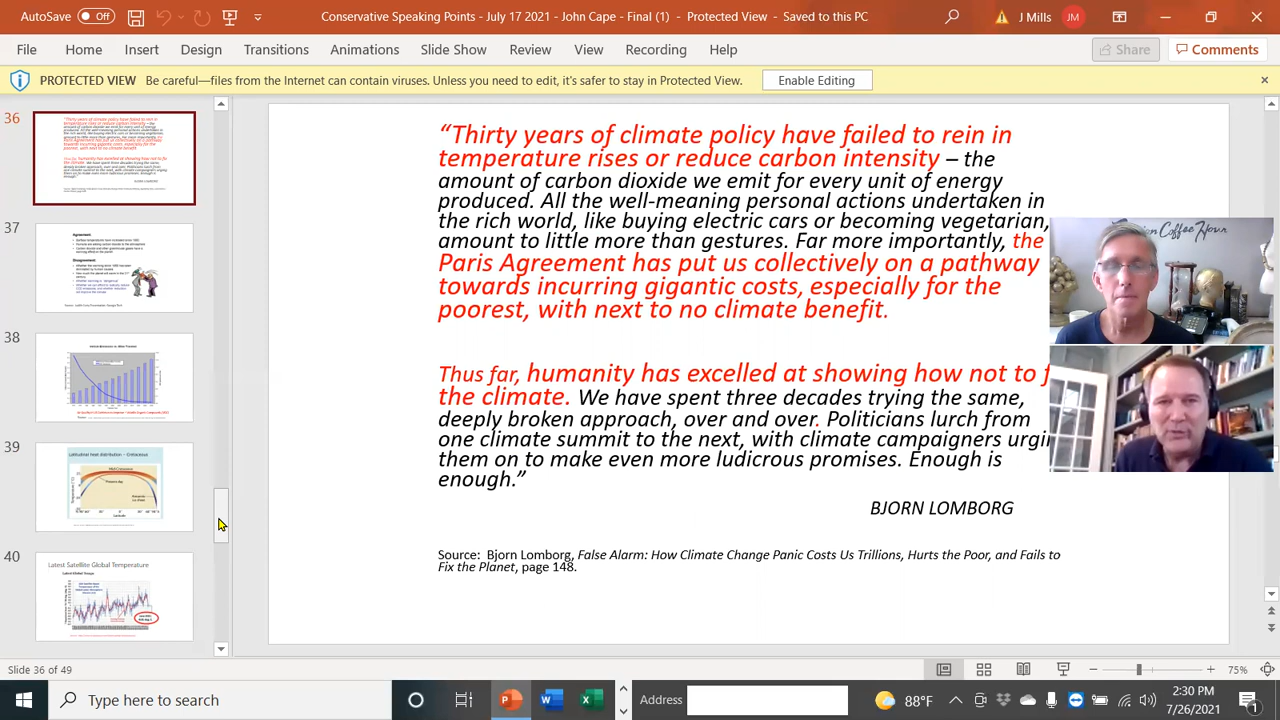 AutoSave Off
Conservative Speaking Points - July 17 2021 - John Cape - Final (1) - Protected View - Saved to this PC
J Mills
JM
File Home Insert Design Transitions Animations Slide Show Review View Recording Help
Share
Comments
PROTECTED VIEW Be careful—files from the Internet can contain viruses. Unless you need to edit, it's safer to stay in Protected View.
Enable Editing
36
37
Agreement:
Disagreement:
38
39
Latitudinal heat distribution - Cretaceous
40
Latest Satellite Global Temperature
“Thirty years of climate policy have failed to rein in
temperature rises or reduce carbon intensity – the
amount of carbon dioxide we emit for every unit of energy
produced. All the well-meaning personal actions undertaken in
the rich world, like buying electric cars or becoming vegetarian,
amount to little more than gestures. Far more importantly, the
Paris Agreement has put us collectively on a pathway
towards incurring gigantic costs, especially for the
poorest, with next to no climate benefit.
Thus far, humanity has excelled at showing how not to f
the climate. We have spent three decades trying the same,
deeply broken approach, over and over. Politicians lurch from
one climate summit to the next, with climate campaigners urgi
them on to make even more ludicrous promises. Enough is
enough.”
BJORN LOMBORG
Source: Bjorn Lomborg, False Alarm: How Climate Change Panic Costs Us Trillions, Hurts the Poor, and Fails to
Fix the Planet, page 148.
Coffee Hour
Slide 36 of 49
75%
Type here to search
Address
88°F
2:30 PM
7/26/2021
1